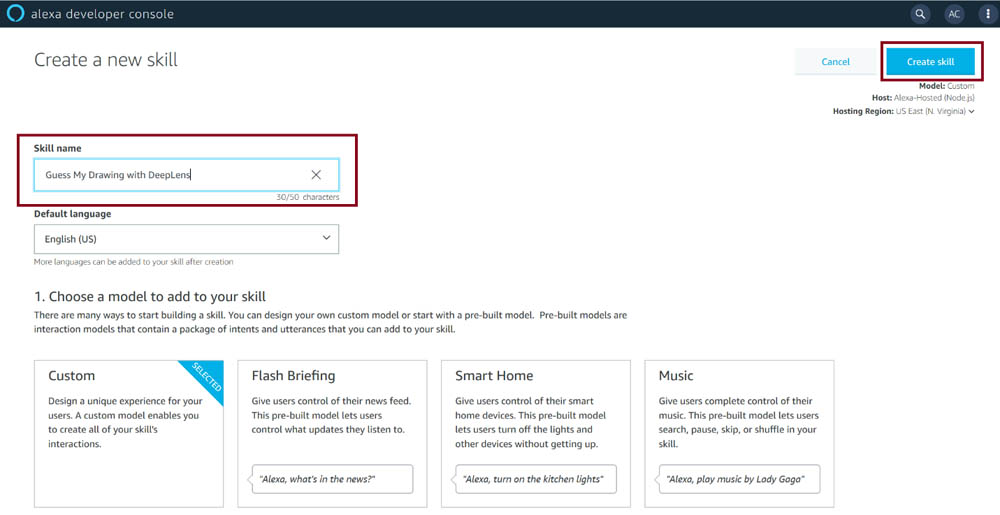 alexa developer console
AC
Create a new skill
Cancel
Create skill
Model: Custom
Host: Alexa-Hosted (Node.js)
Hosting Region: US East (N. Virginia)
Skill name
Guess My Drawing with DeepLens
30/50 characters
Default language
English (US)
More languages can be added to your skill after creation
1. Choose a model to add to your skill
There are many ways to start building a skill. You can design your own custom model or start with a pre-built model. Pre-built models are
interaction models that contain a package of intents and utterances that you can add to your skill.
Custom
SELECTED
Design a unique experience for your
users. A custom model enables you
to create all of your skill's
interactions.
Flash Briefing
Give users control of their news feed.
This pre-built model lets users
control what updates they listen to.
"Alexa, what's in the news?"
Smart Home
Give users control of their smart
home devices. This pre-built model
lets users turn off the lights and
other devices without getting up.
"Alexa, turn on the kitchen lights"
Music
Give users complete control of their
music. This pre-built model lets users
search, pause, skip, or shuffle in your
skill.
"Alexa, play music by Lady Gaga"